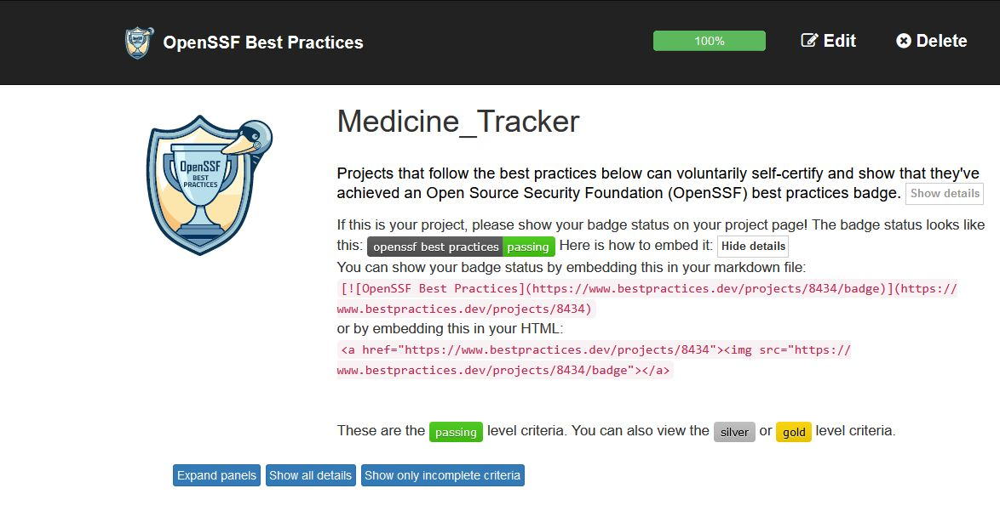 OpenSSF Best Practices
100%
Edit
Delete
OpenSSF
BEST
PRACTICES
Medicine_Tracker
Projects that follow the best practices below can voluntarily self-certify and show that they've
achieved an Open Source Security Foundation (OpenSSF) best practices badge. Show details
If this is your project, please show your badge status on your project page! The badge status looks like
this: openssf best practices passing Here is how to embed it: Hide details
You can show your badge status by embedding this in your markdown file:
[![OpenSSF Best Practices](https://www.bestpractices.dev/projects/8434/badge)](https://
www.bestpractices.dev/projects/8434)
or by embedding this in your HTML:
<a href="https://www.bestpractices.dev/projects/8434"><img src="https://
www.bestpractices.dev/projects/8434/badge"></a>
These are the passing level criteria. You can also view the silver or gold level criteria.
Expand panels Show all details Show only incomplete criteria